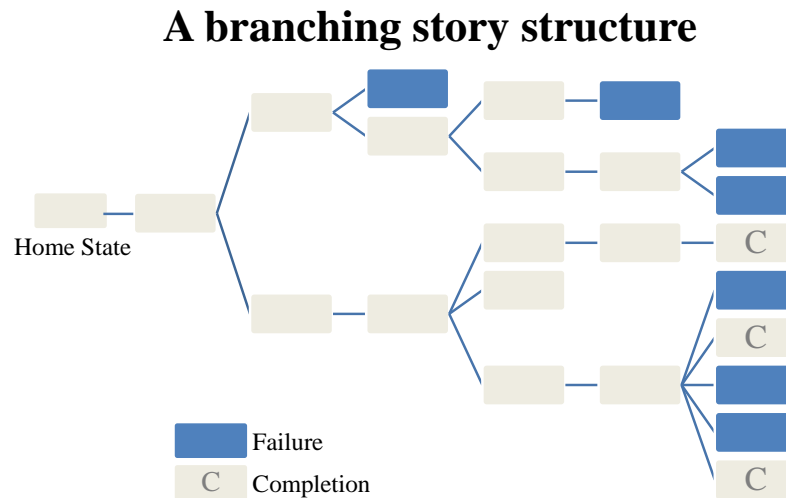 A branching story structure
Home State
C
C
C
Failure
C Completion